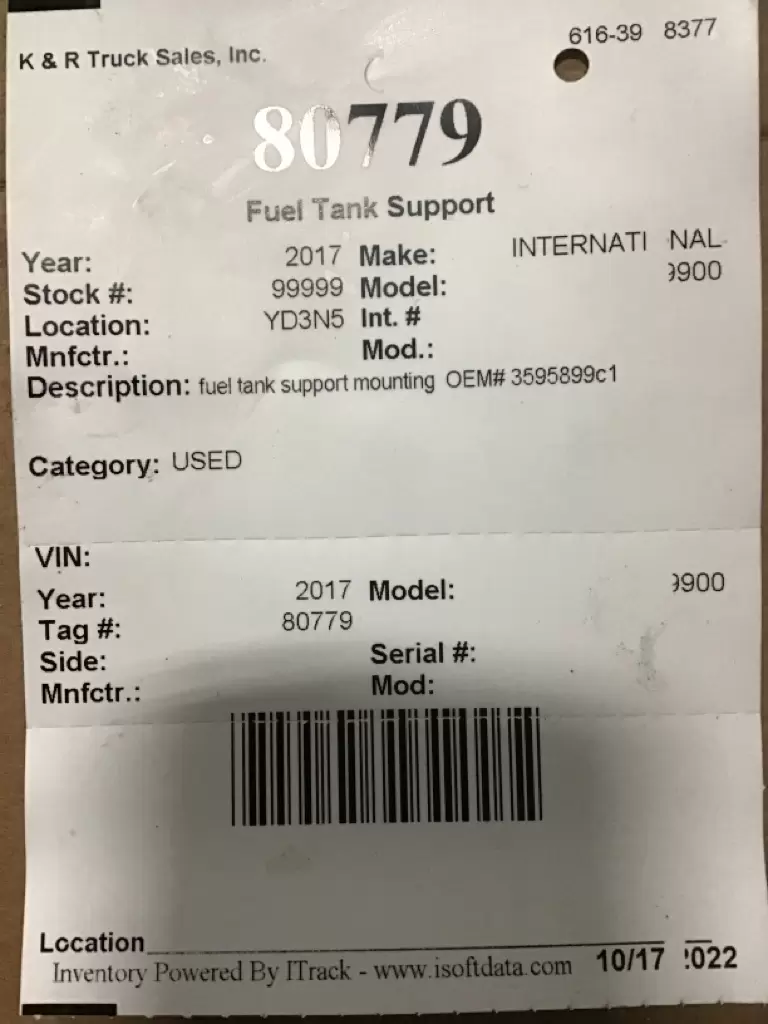 K & R Truck Sales, Inc. 616-39 8377
80779
Fuel Tank Support
Year: 2017 Make: INTERNATI NAL
Stock #: 99999 Model: 9900
Location: YD3N5 Int. #
Mnfctr.: Mod.:
Description: fuel tank support mounting OEM# 3595899c1
Category: USED
VIN:
Year: 2017 Model: 9900
Tag #: 80779
Side: Serial #:
Mnfctr.: Mod:
Location
Inventory Powered By ITrack - www.isoftdata.com 10/17 2022